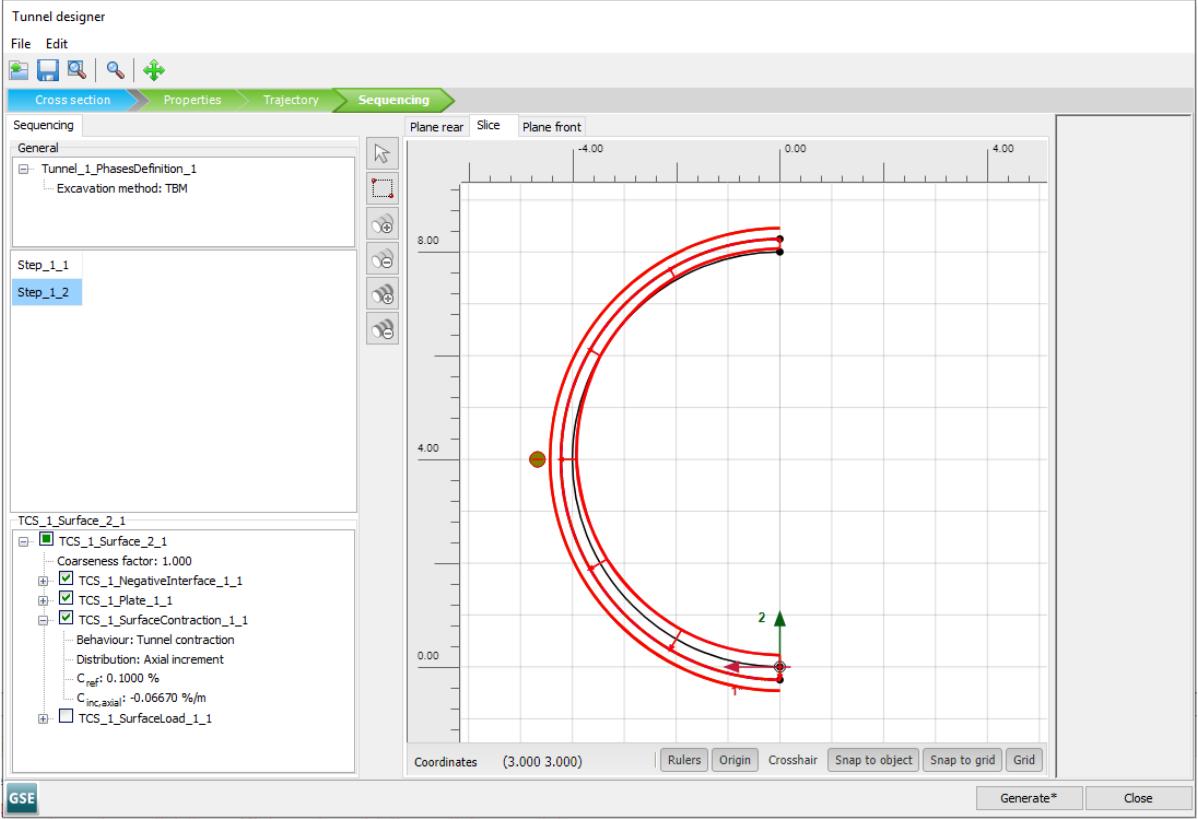 Tunnel designer
File Edit
Cross section Properties Trajectory Sequencing
Sequencing
General
Tunnel_1_PhasesDefinition_1
Excavation method: TBM
Step_1_1
Step_1_2
TCS_1_Surface_2_1
TCS_1_Surface_2_1
Coarseness factor: 1.000
TCS_1_NegativeInterface_1_1
TCS_1_Plate_1_1
TCS_1_SurfaceContraction_1_1
Behaviour: Tunnel contraction
Distribution: Axial increment
C ref: 0.1000 %
C inc,axial: -0.06670 %/m
TCS_1_SurfaceLoad_1_1
Plane rear Slice Plane front
-4.00 0.00 4.00
8.00
4.00
2
0.00
1
Coordinates (3.000 3.000) Rulers Origin Crosshair Snap to object Snap to grid Grid
GSE Generate* Close